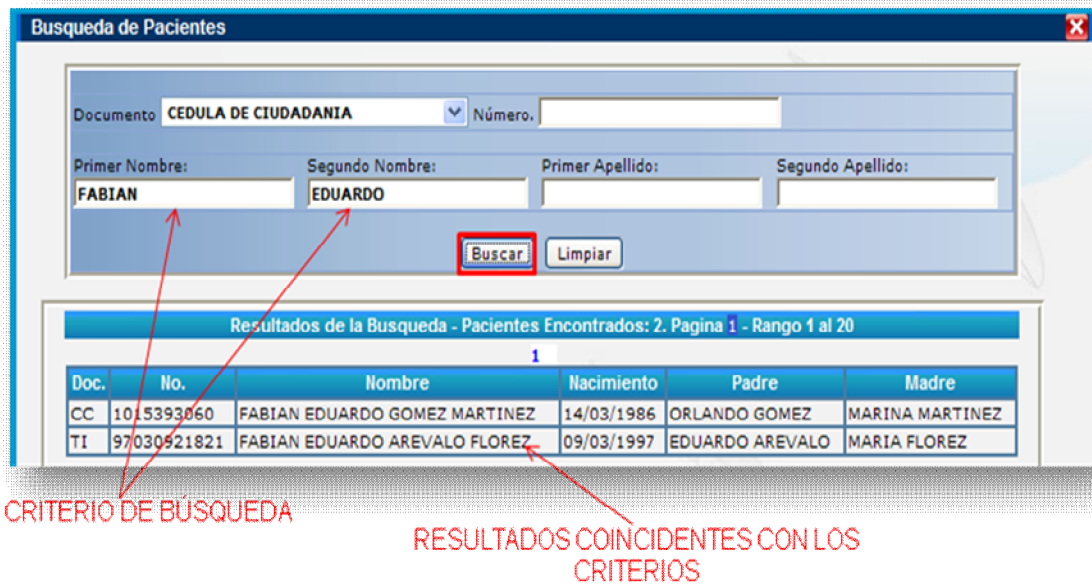 Busqueda de Pacientes
Documento CEDULA DE CIUDADANIA Número.
Primer Nombre: Segundo Nombre: Primer Apellido: Segundo Apellido:
FABIAN EDUARDO
Buscar Limpiar
Resultados de la Busqueda - Pacientes Encontrados: 2. Pagina 1 - Rango 1 al 20
1
Doc. No. Nombre Nacimiento Padre Madre
CC 1015393060 FABIAN EDUARDO GOMEZ MARTINEZ 14/03/1986 ORLANDO GOMEZ MARINA MARTINEZ
TI 97030921821 FABIAN EDUARDO AREVALO FLOREZ 09/03/1997 EDUARDO AREVALO MARIA FLOREZ
CRITERIO DE BÚSQUEDA
RESULTADOS COINCIDENTES CON LOS
CRITERIOS